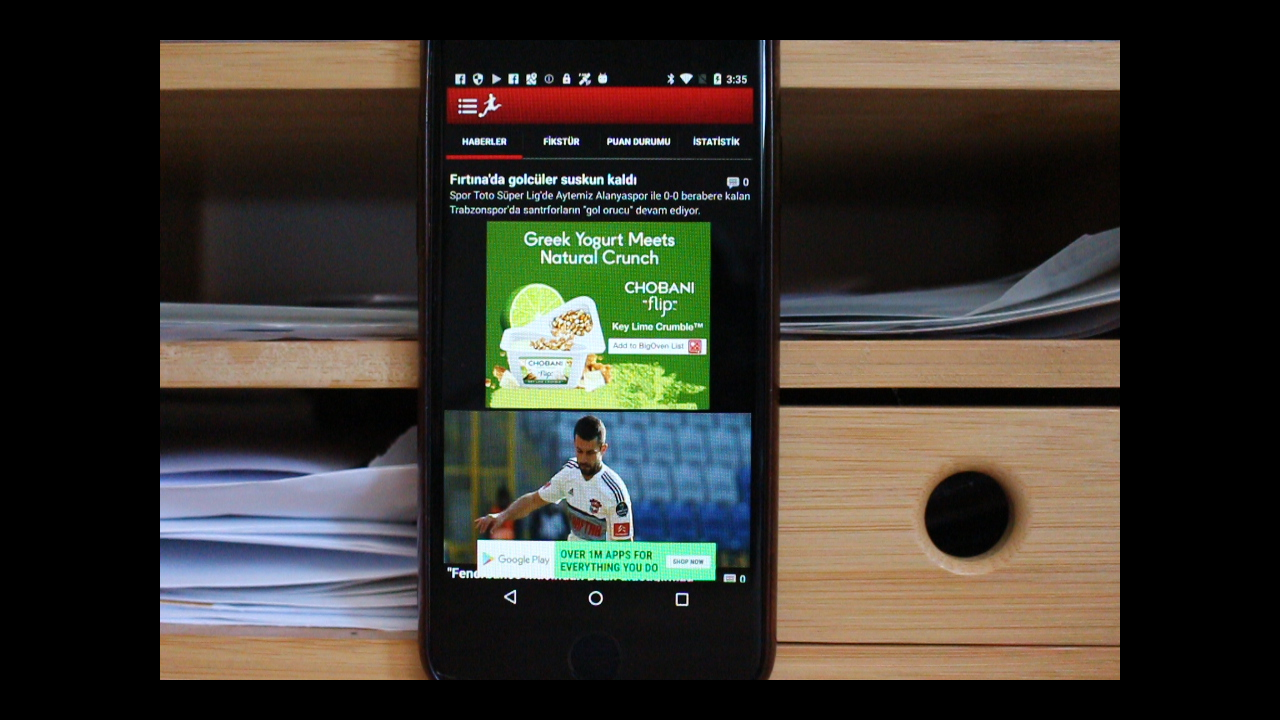 3:35
HABERLER FİKSTÜR PUAN DURUMU İSTATİSTİK
Fırtına'da golcüler suskun kaldı 0
Spor Toto Süper Lig'de Aytemiz Alanyaspor ile 0-0 berabere kalan
Trabzonspor'da santrforların "gol orucu" devam ediyor.
Greek Yogurt Meets
Natural Crunch
CHOBANI
flip
Key Lime Crumble™
Add to BigOven List
CHOBANI
flip
Google Play
OVER 1M APPS FOR
EVERYTHING YOU DO
SHOP NOW
0